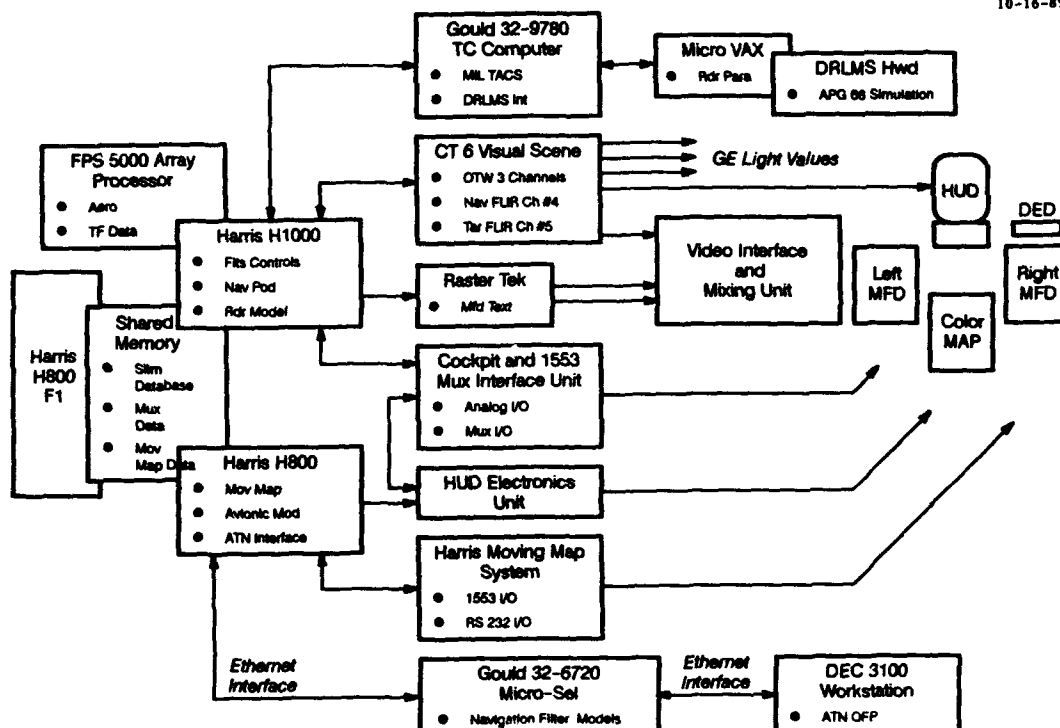 10-16-89
Gould 32-9780
TC Computer
● MIL TACS
● DRLMS Int
Micro VAX
● Rdr Para
DRLMS Hwd
● APG 66 Simulation
FPS 5000 Array
Processor
● Aero
● TF Data
CT 6 Visual Scene
● OTW 3 Channels
● Nav FLIR Ch #4
● Tar FLIR Ch #5
GE Light Valves
HUD
DED
Harris H1000
● Flts Controls
● Nav Pod
● Rdr Model
Raster Tek
● Mfd Text
Video Interface
and
Mixing Unit
Left
MFD
Color
MAP
Right
MFD
Harris
H800
F1
Shared
Memory
● Slim
Database
● Mux
Data
● Mov
Map Data
Cockpit and 1553
Mux Interface Unit
● Analog I/O
● Mux I/O
Harris H800
● Mov Map
● Avionic Mod
● ATN Interface
HUD Electronics
Unit
Harris Moving Map
System
● 1553 I/O
● RS 232 I/O
Ethernet
Interface
Gould 32-6720
Micro-Sel
● Navigation Filter Models
Ethernet
Interface
DEC 3100
Workstation
● ATN OFP